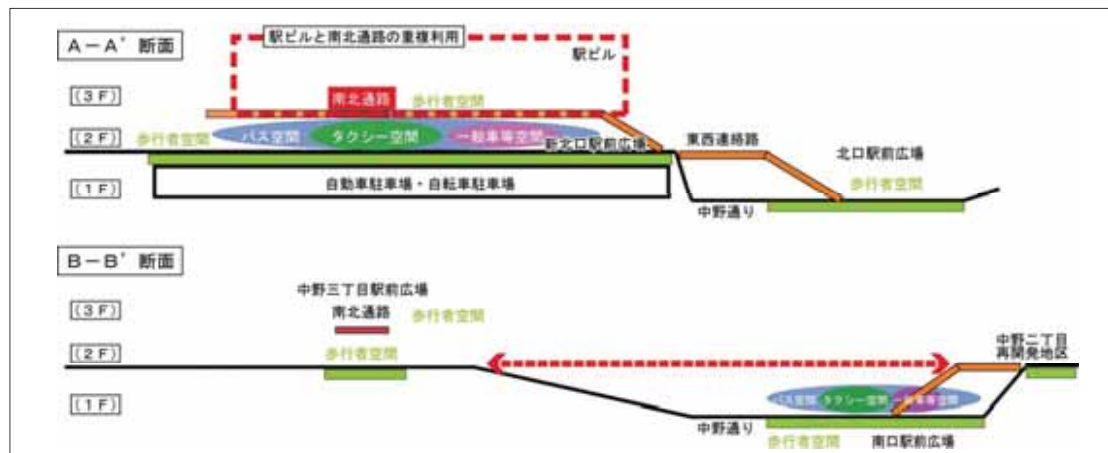 A－A’ 断面
駅ビルと南北通路の重複利用
駅ビル
(3F)
南北通路
歩行者空間
(2F)
歩行者空間
バス空間
タクシー空間
一般車等空間
新北口駅前広場
東西連絡路
北口駅前広場
(1F)
自動車駐車場・自転車駐車場
歩行者空間
中野通り
B－B’ 断面
中野三丁目駅前広場
(3F)
南北通路
歩行者空間
(2F)
歩行者空間
中野二丁目
再開発地区
(1F)
バス空間
タクシー空間
一般車等空間
中野通り
歩行者空間
南口駅前広場